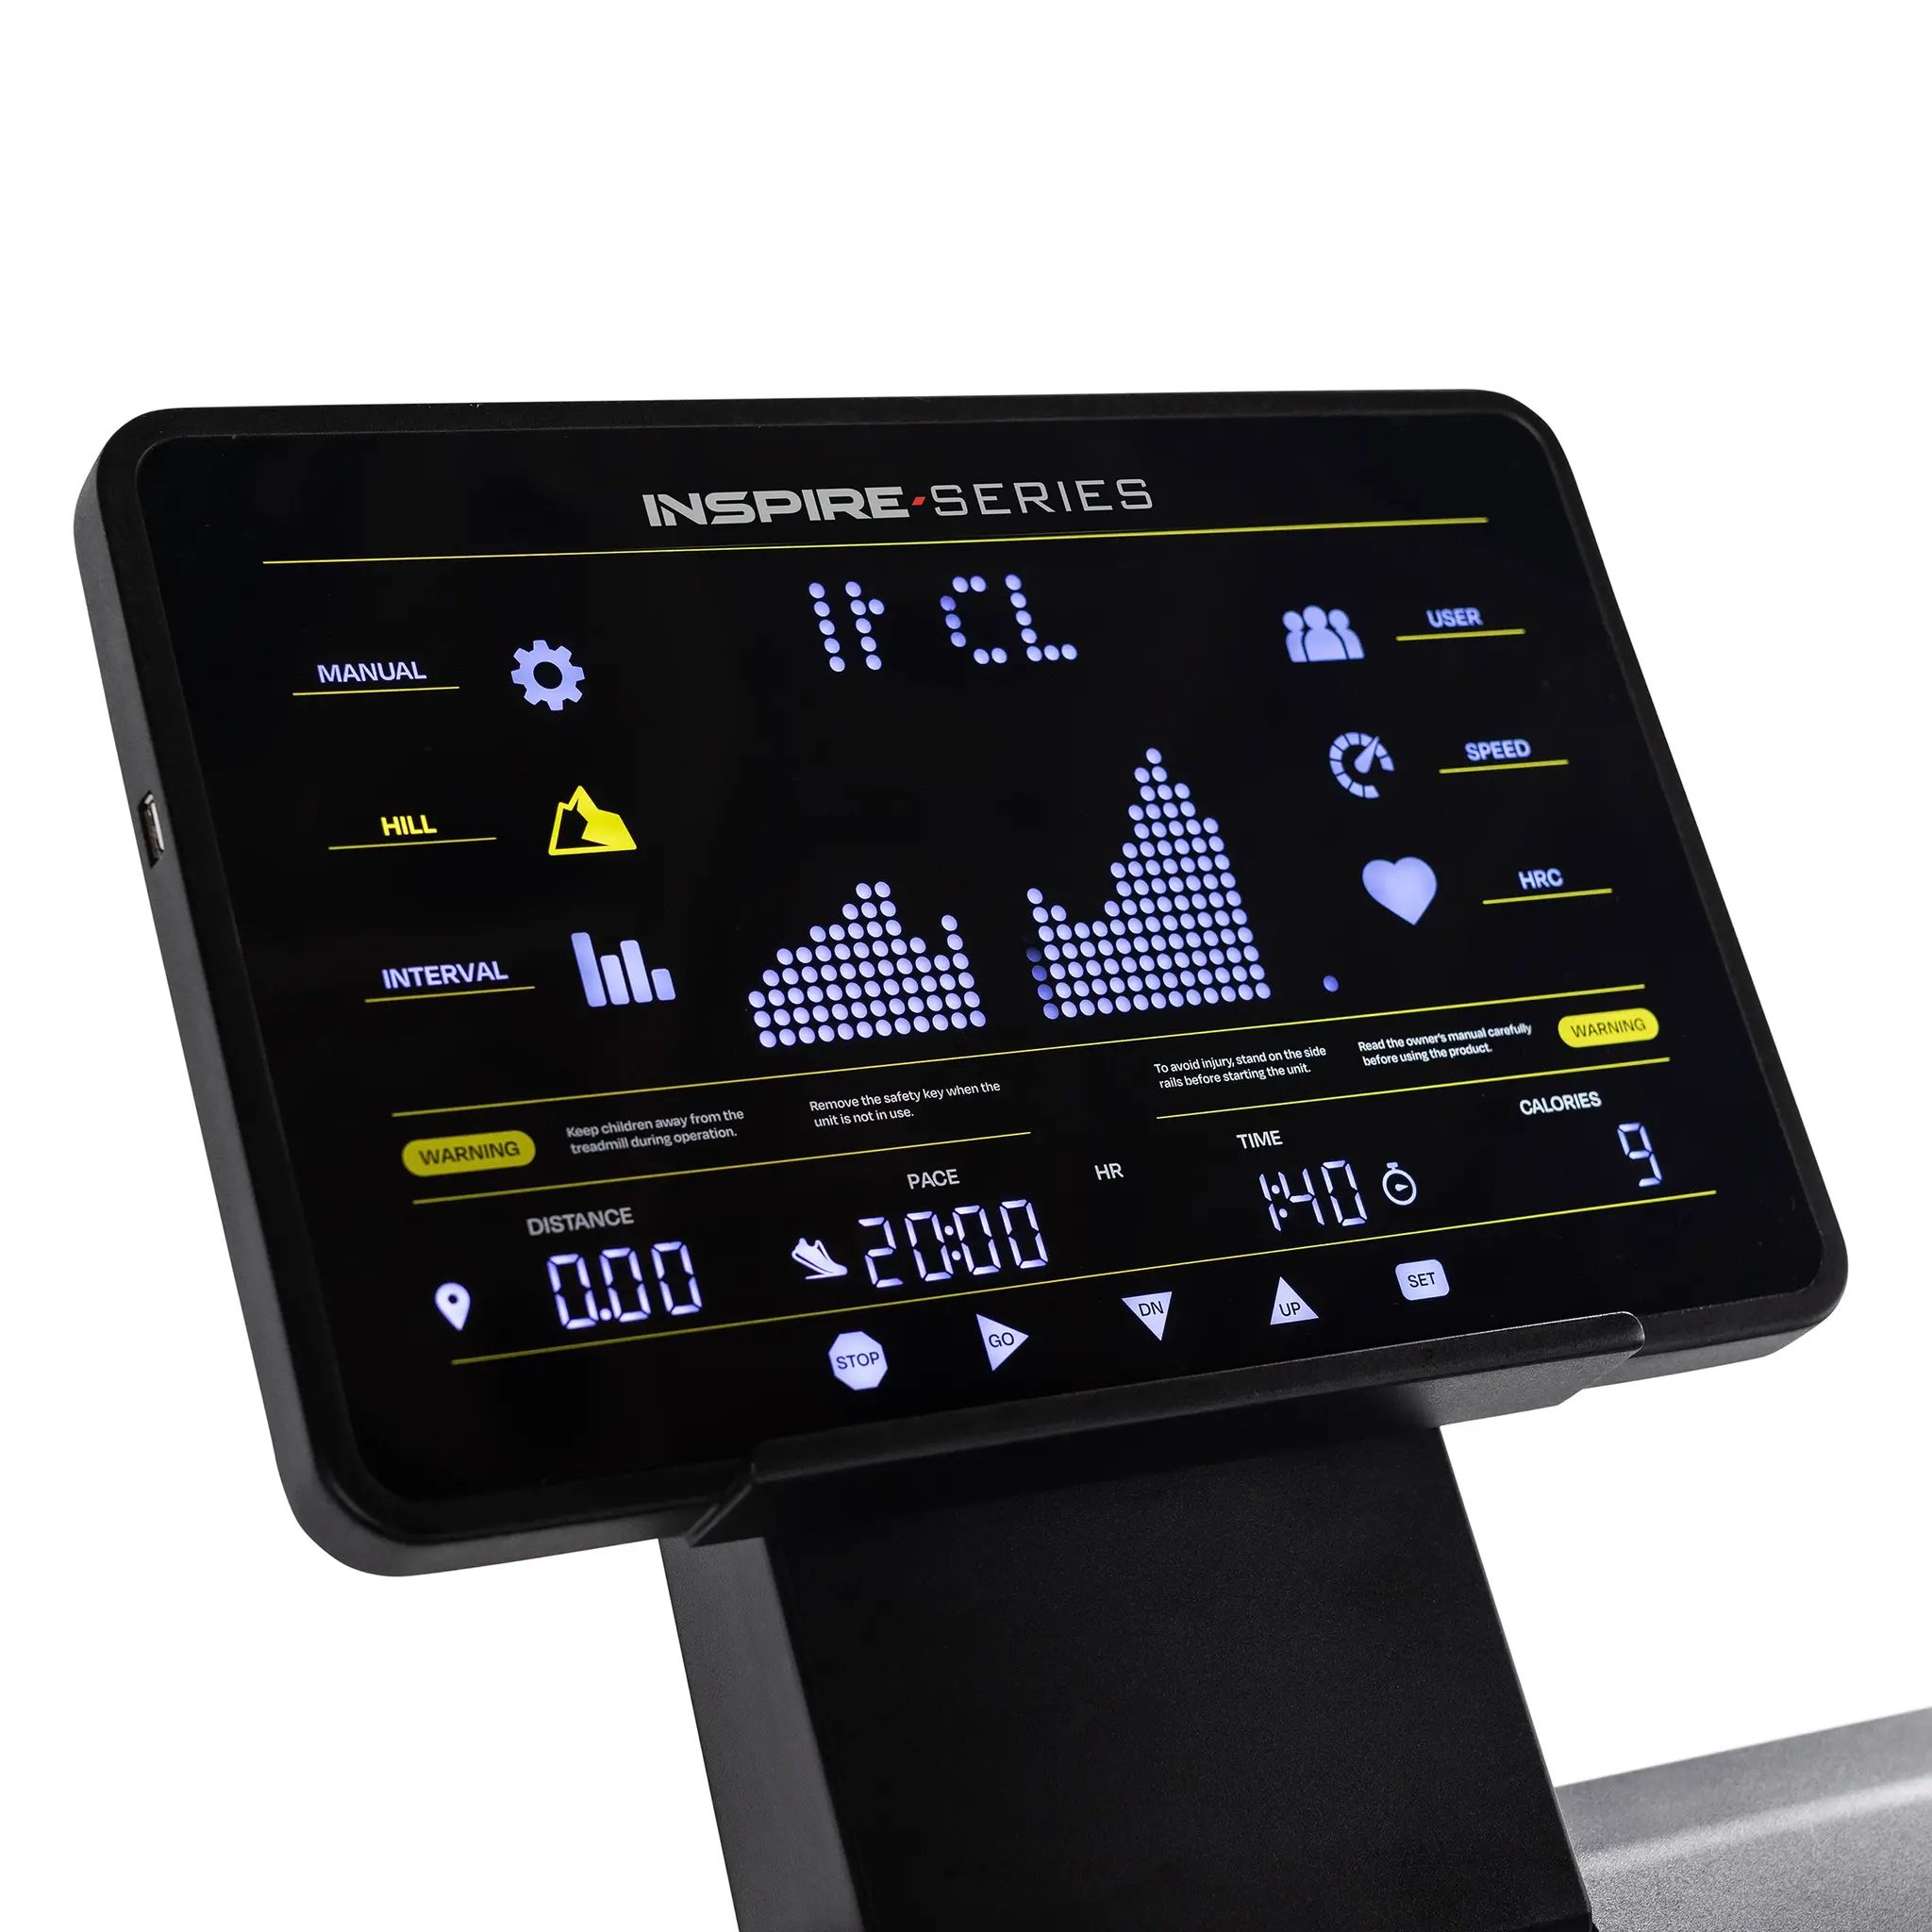 INSPIRE SERIES
MANUAL
USER
SPEED
HILL
HRC
INTERVAL
To avoid injury, stand on the side
rails before starting the unit.
Read the owner's manual carefully
before using the product.
WARNING
WARNING
Keep children away from the
treadmill during operation.
Remove the safety key when the
unit is not in use.
DISTANCE
0.00
PACE
20:00
HR
TIME
1:40
CALORIES
9
STOP
GO
DN
UP
SET